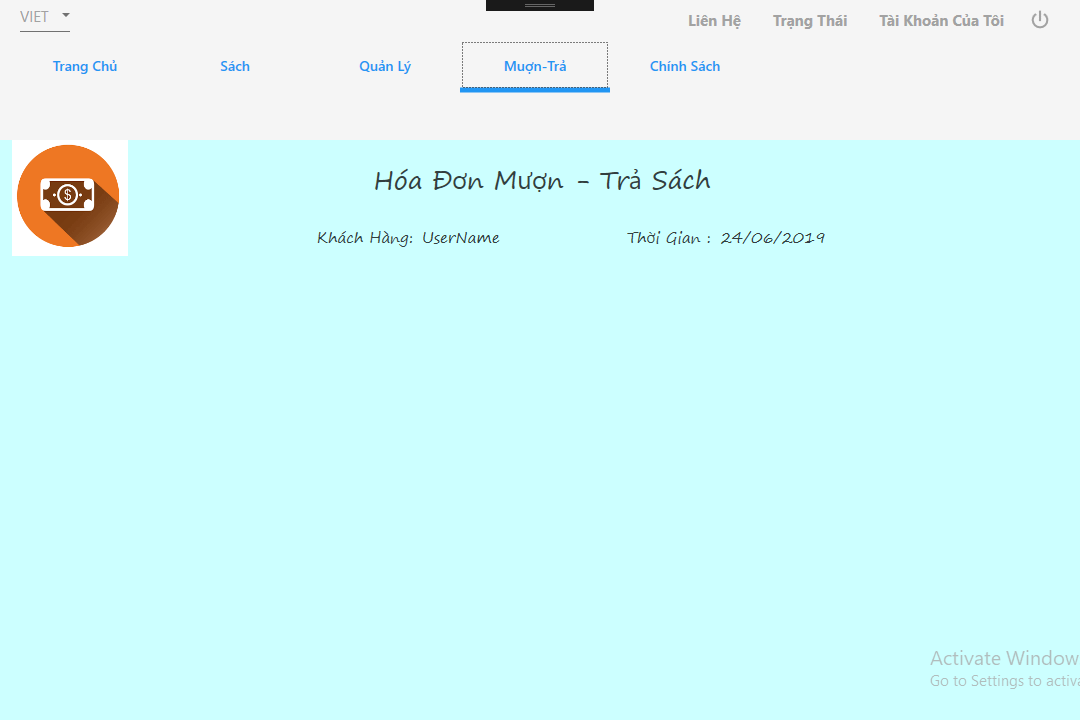 VIET
Liên Hệ Trạng Thái Tài Khoản Của Tôi
Trang Chủ Sách Quản Lý Mượn-Trả Chính Sách
Hóa Đơn Mượn - Trả Sách
$
Khách Hàng: UserName Thời Gian : 24/06/2019
Activate Window
Go to Settings to activa